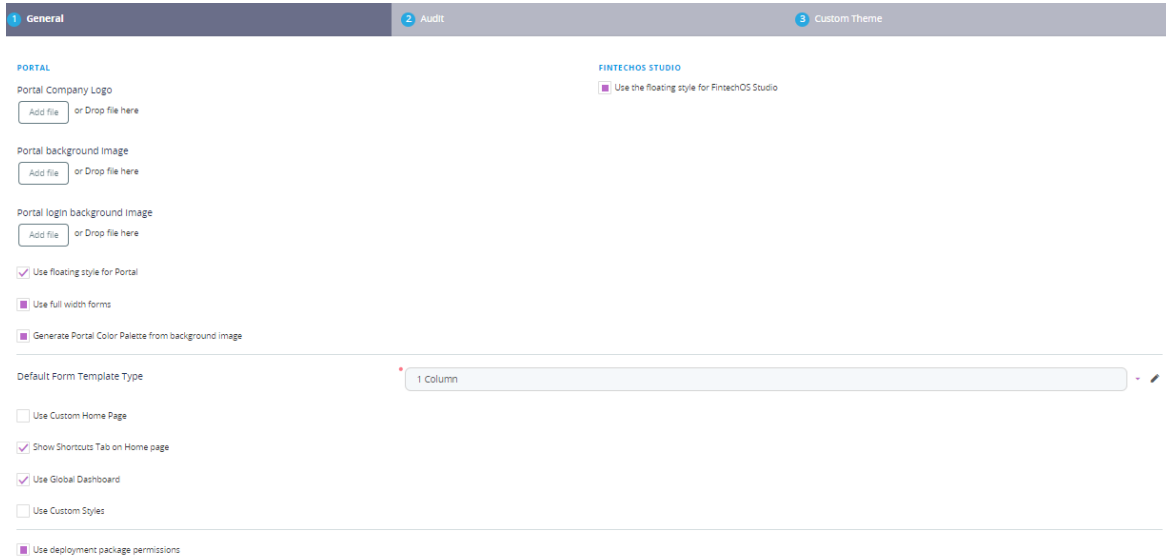 1 General
2 Audit
3 Custom Theme
PORTAL
Portal Company Logo
Add file or Drop file here
Portal background Image
Add file or Drop file here
Portal login background Image
Add file or Drop file here
Use floating style for Portal
Use full width forms
Generate Portal Color Palette from background image
FINTECHOS STUDIO
Use the floating style for FintechOS Studio
Default Form Template Type * 1 Column
Use Custom Home Page
Show Shortcuts Tab on Home page
Use Global Dashboard
Use Custom Styles
Use deployment package permissions